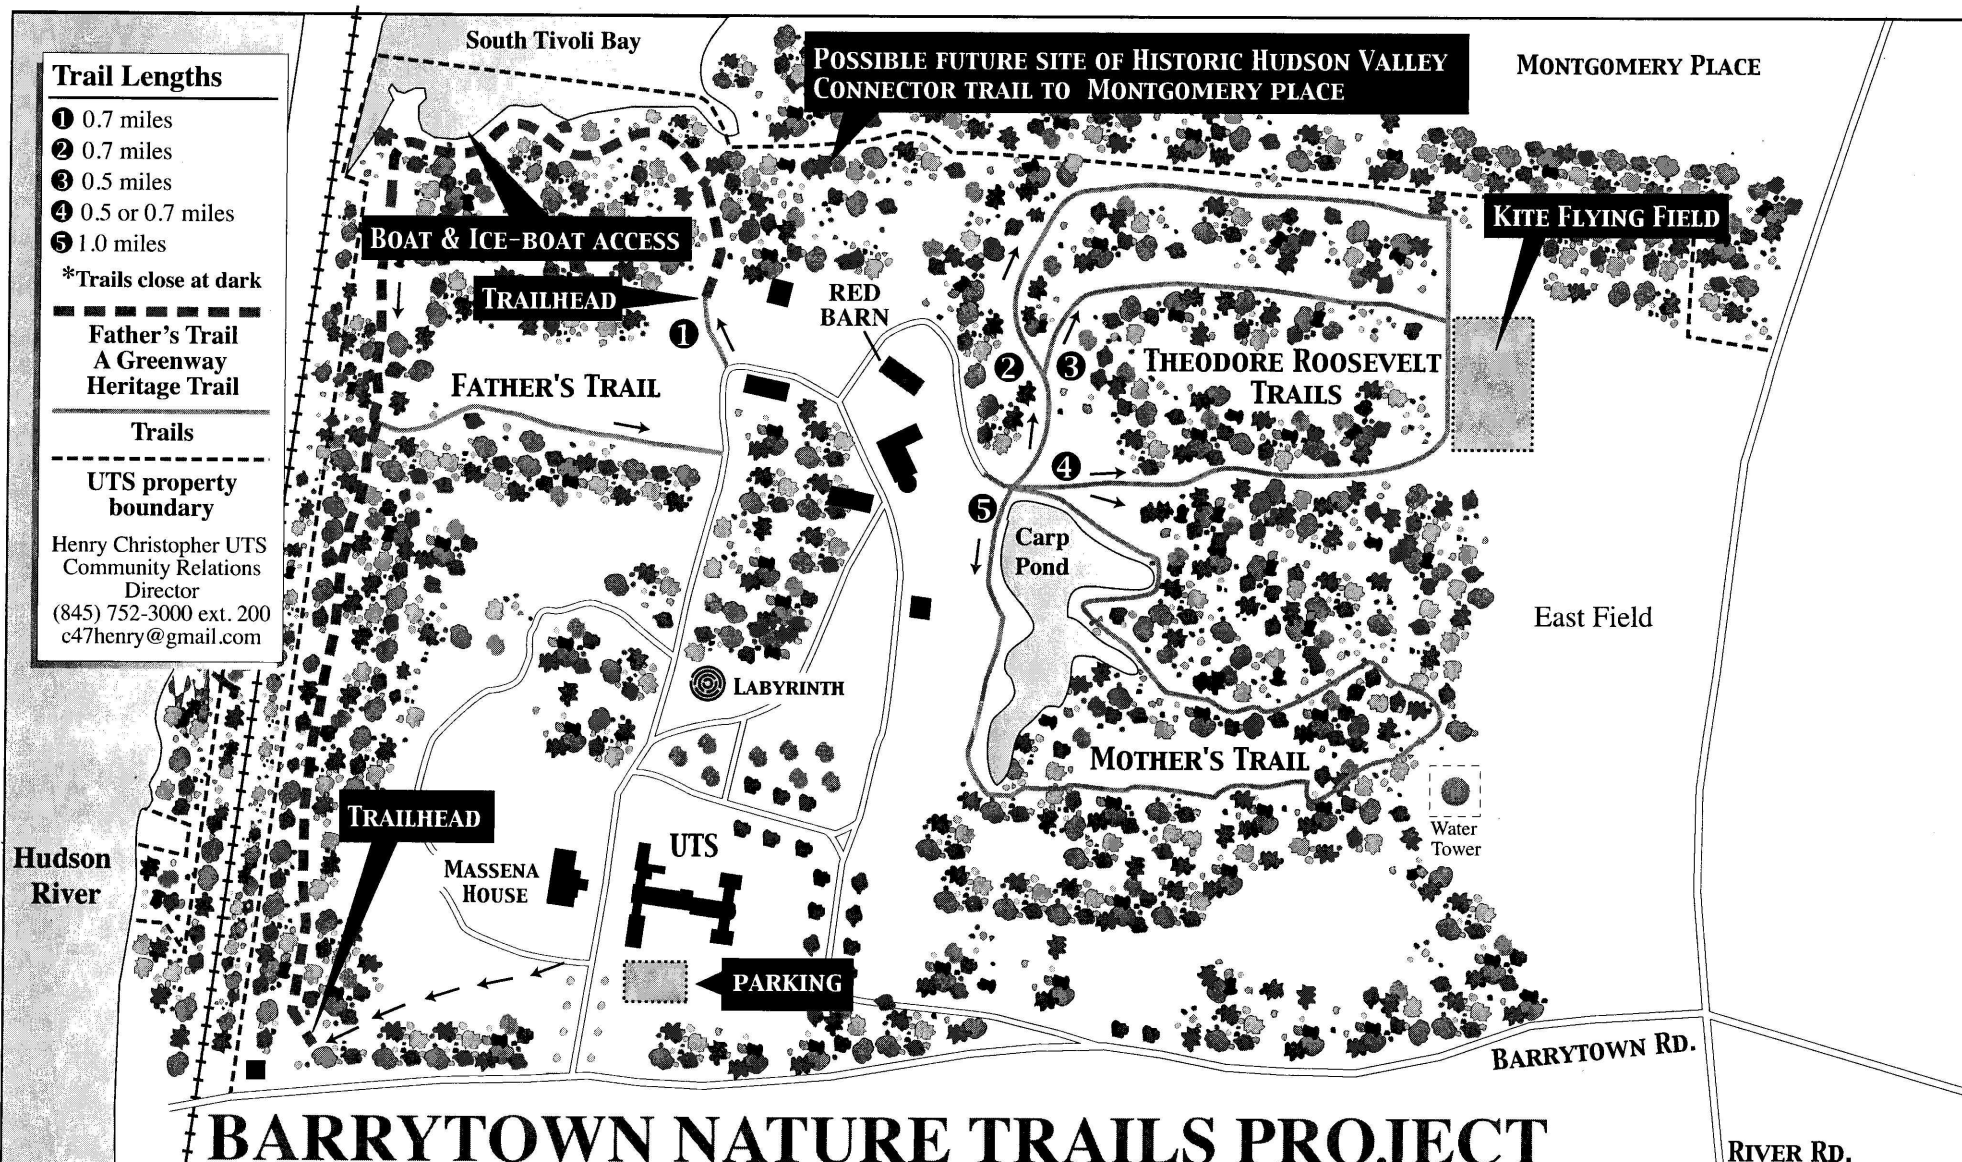 Trail Lengths
❶ 0.7 miles
❷ 0.7 miles
❸ 0.5 miles
❹ 0.5 or 0.7 miles
❺ 1.0 miles
*Trails close at dark
Father's Trail
A Greenway
Heritage Trail
Trails
UTS property
boundary
Henry Christopher UTS
Community Relations
Director
(845) 752-3000 ext. 200
c47henry@gmail.com
South Tivoli Bay
POSSIBLE FUTURE SITE OF HISTORIC HUDSON VALLEY
CONNECTOR TRAIL TO MONTGOMERY PLACE
MONTGOMERY PLACE
KITE FLYING FIELD
BOAT & ICE-BOAT ACCESS
TRAILHEAD
RED
BARN
❶
❷
❸
THEODORE ROOSEVELT
TRAILS
FATHER'S TRAIL
❹
❺
Carp
Pond
East Field
LABYRINTH
MOTHER'S TRAIL
Water
Tower
TRAILHEAD
Hudson
River
MASSENA
HOUSE
UTS
PARKING
BARRYTOWN RD.
BARRYTOWN NATURE TRAILS PROJECT
RIVER RD.